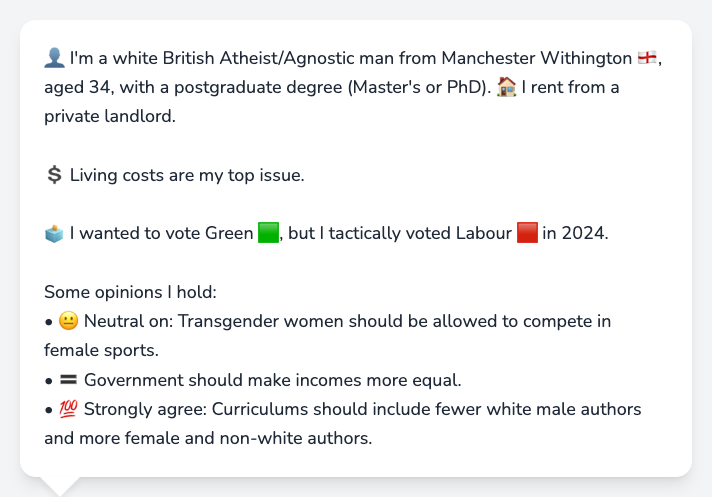 👤 I'm a white British Atheist/Agnostic man from Manchester Withington 🏴󠁧󠁢󠁥󠁮󠁧󠁿,
aged 34, with a postgraduate degree (Master's or PhD). 🏠 I rent from a
private landlord.
💲 Living costs are my top issue.
🗳️ I wanted to vote Green 🟩, but I tactically voted Labour 🟥 in 2024.
Some opinions I hold:
• 😐 Neutral on: Transgender women should be allowed to compete in
female sports.
• 🟰 Government should make incomes more equal.
• 💯 Strongly agree: Curriculums should include fewer white male authors
and more female and non-white authors.